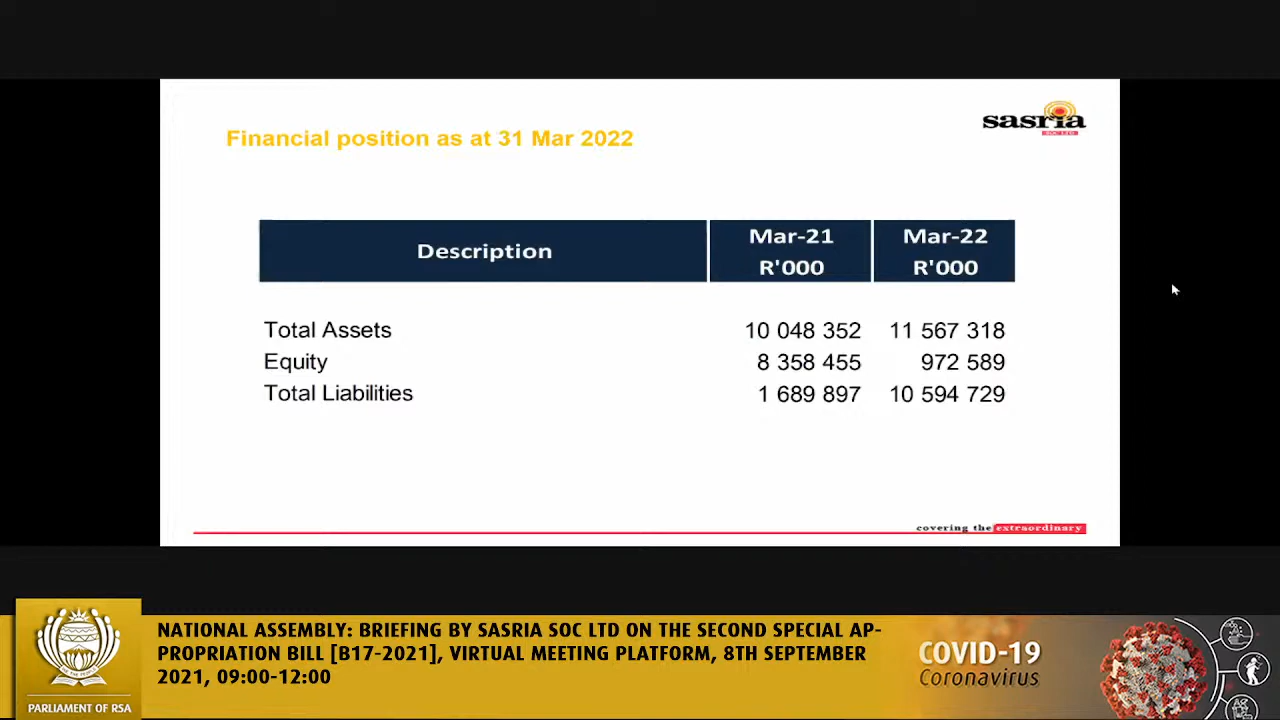 sasria
SOC LTD
Financial position as at 31 Mar 2022
Description Mar-21 R'000 Mar-22 R'000
Total Assets 10 048 352 11 567 318
Equity 8 358 455 972 589
Total Liabilities 1 689 897 10 594 729
covering the extraordinary
NATIONAL ASSEMBLY: BRIEFING BY SASRIA SOC LTD ON THE SECOND SPECIAL AP-
PROPRIATION BILL [B17-2021], VIRTUAL MEETING PLATFORM, 8TH SEPTEMBER
2021, 09:00-12:00
PARLIAMENT OF RSA
COVID-19
Coronavirus